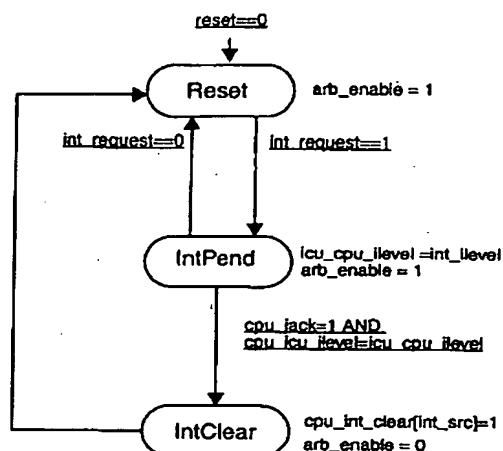 reset==0
Reset
arb_enable = 1
int_request==0
int_request==1
IntPend
icu_cpu_ilevel =int_ilevel
arb_enable = 1
cpu_iack=1 AND
cpu_icu_ilevel=icu_cpu_ilevel
IntClear
cpu_int_clear[int_src]=1
arb_enable = 0